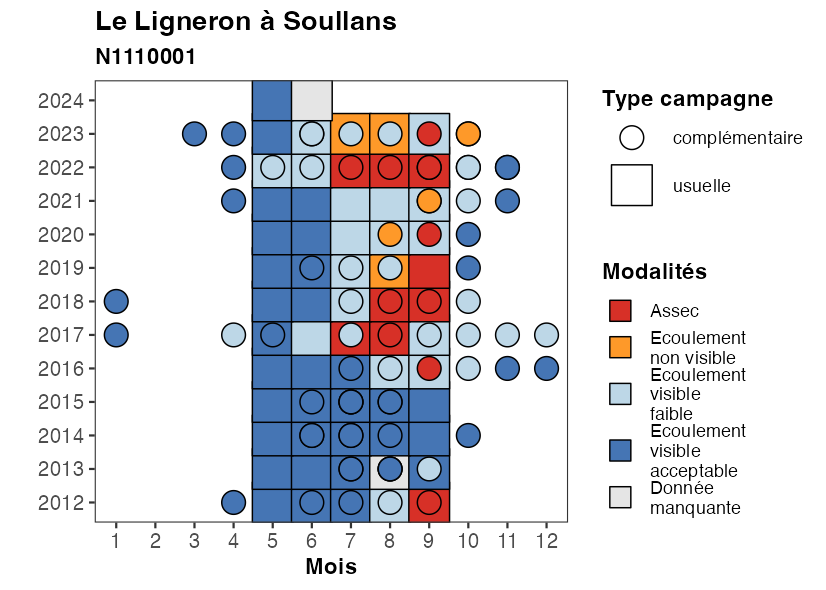 Le Ligneron à Soullans
N1110001
2024
2023
2022
2021
2020
2019
2018
2017
2016
2015
2014
2013
2012
1 2 3 4 5 6 7 8 9 10 11 12
Mois
Type campagne
complémentaire
usuelle
Modalités
Assec
Ecoulement
non visible
Ecoulement
visible
faible
Ecoulement
visible
acceptable
Donnée
manquante